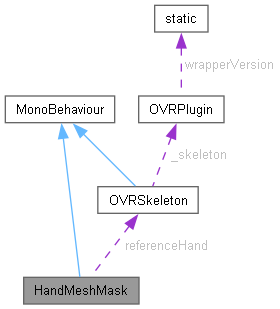 static
wrapperVersion
MonoBehaviour
OVRPlugin
_skeleton
OVRSkeleton
referenceHand
HandMeshMask